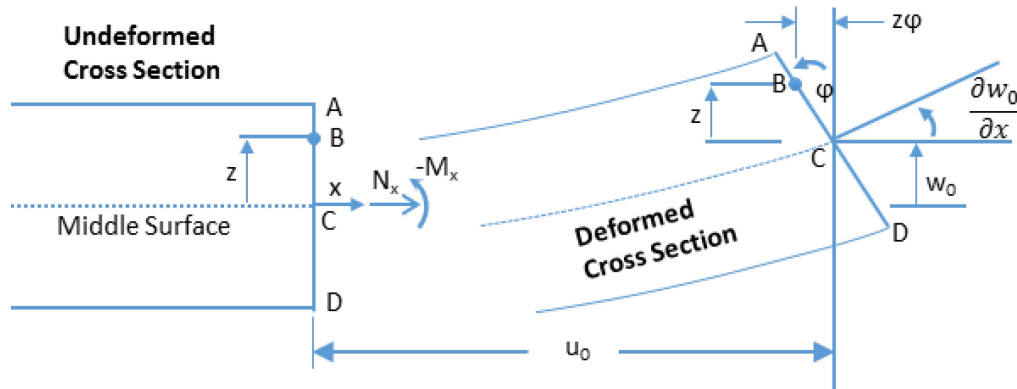 Undeformed
Cross Section
A
B
z
x
C
Middle Surface
D
N_x
-M_x
zφ
A
B
φ
z
C
∂w_0
∂x
w_0
Deformed
Cross Section
D
u_0